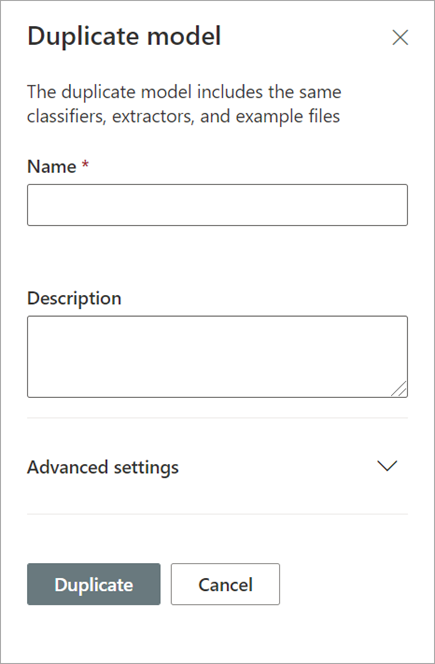 Duplicate model
The duplicate model includes the same
classifiers, extractors, and example files
Name *
Description
Advanced settings
Duplicate
Cancel